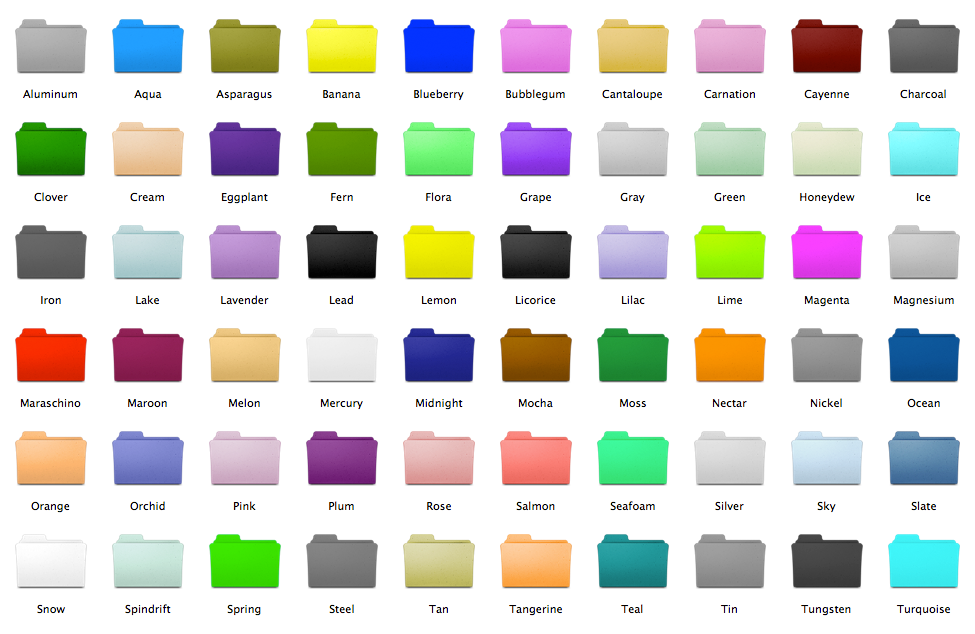 Aluminum Aqua Asparagus Banana Blueberry Bubblegum Cantaloupe Carnation Cayenne Charcoal
Clover Cream Eggplant Fern Flora Grape Gray Green Honeydew Ice
Iron Lake Lavender Lead Lemon Licorice Lilac Lime Magenta Magnesium
Maraschino Maroon Melon Mercury Midnight Mocha Moss Nectar Nickel Ocean
Orange Orchid Pink Plum Rose Salmon Seafoam Silver Sky Slate
Snow Spindrift Spring Steel Tan Tangerine Teal Tin Tungsten Turquoise